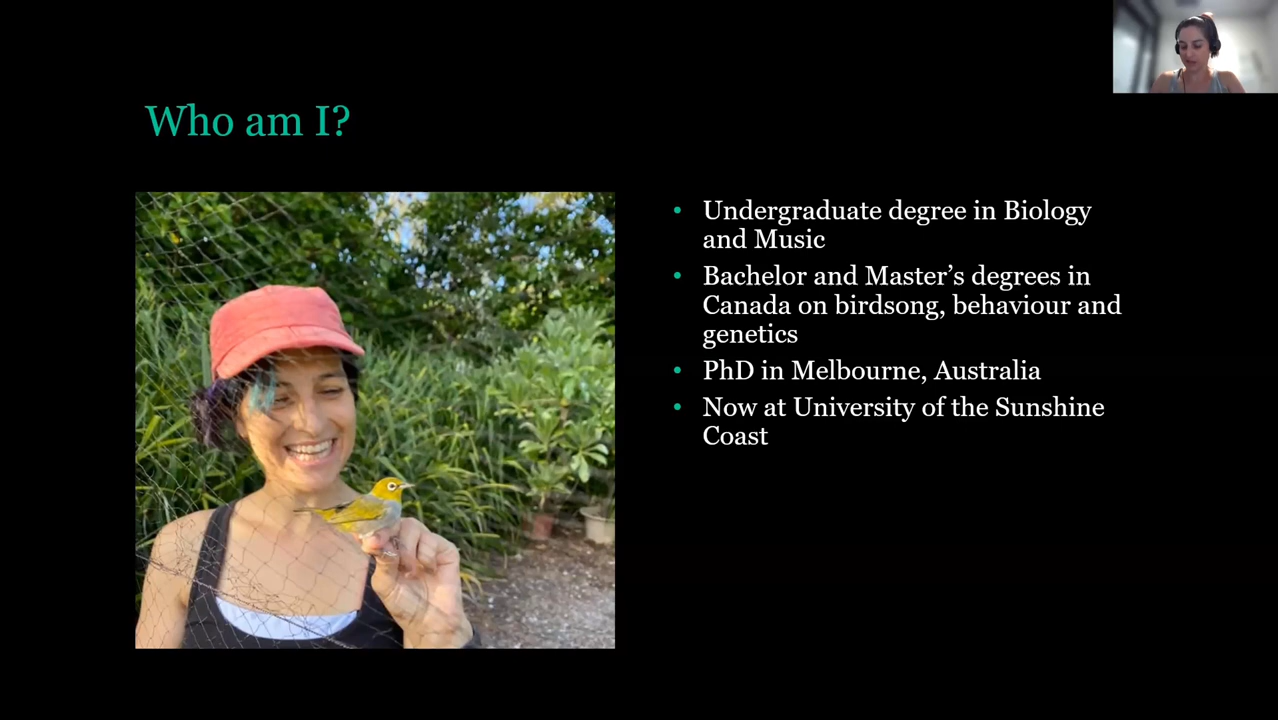 Who am I?
• Undergraduate degree in Biology
and Music
• Bachelor and Master’s degrees in
Canada on birdsong, behaviour and
genetics
• PhD in Melbourne, Australia
• Now at University of the Sunshine
Coast